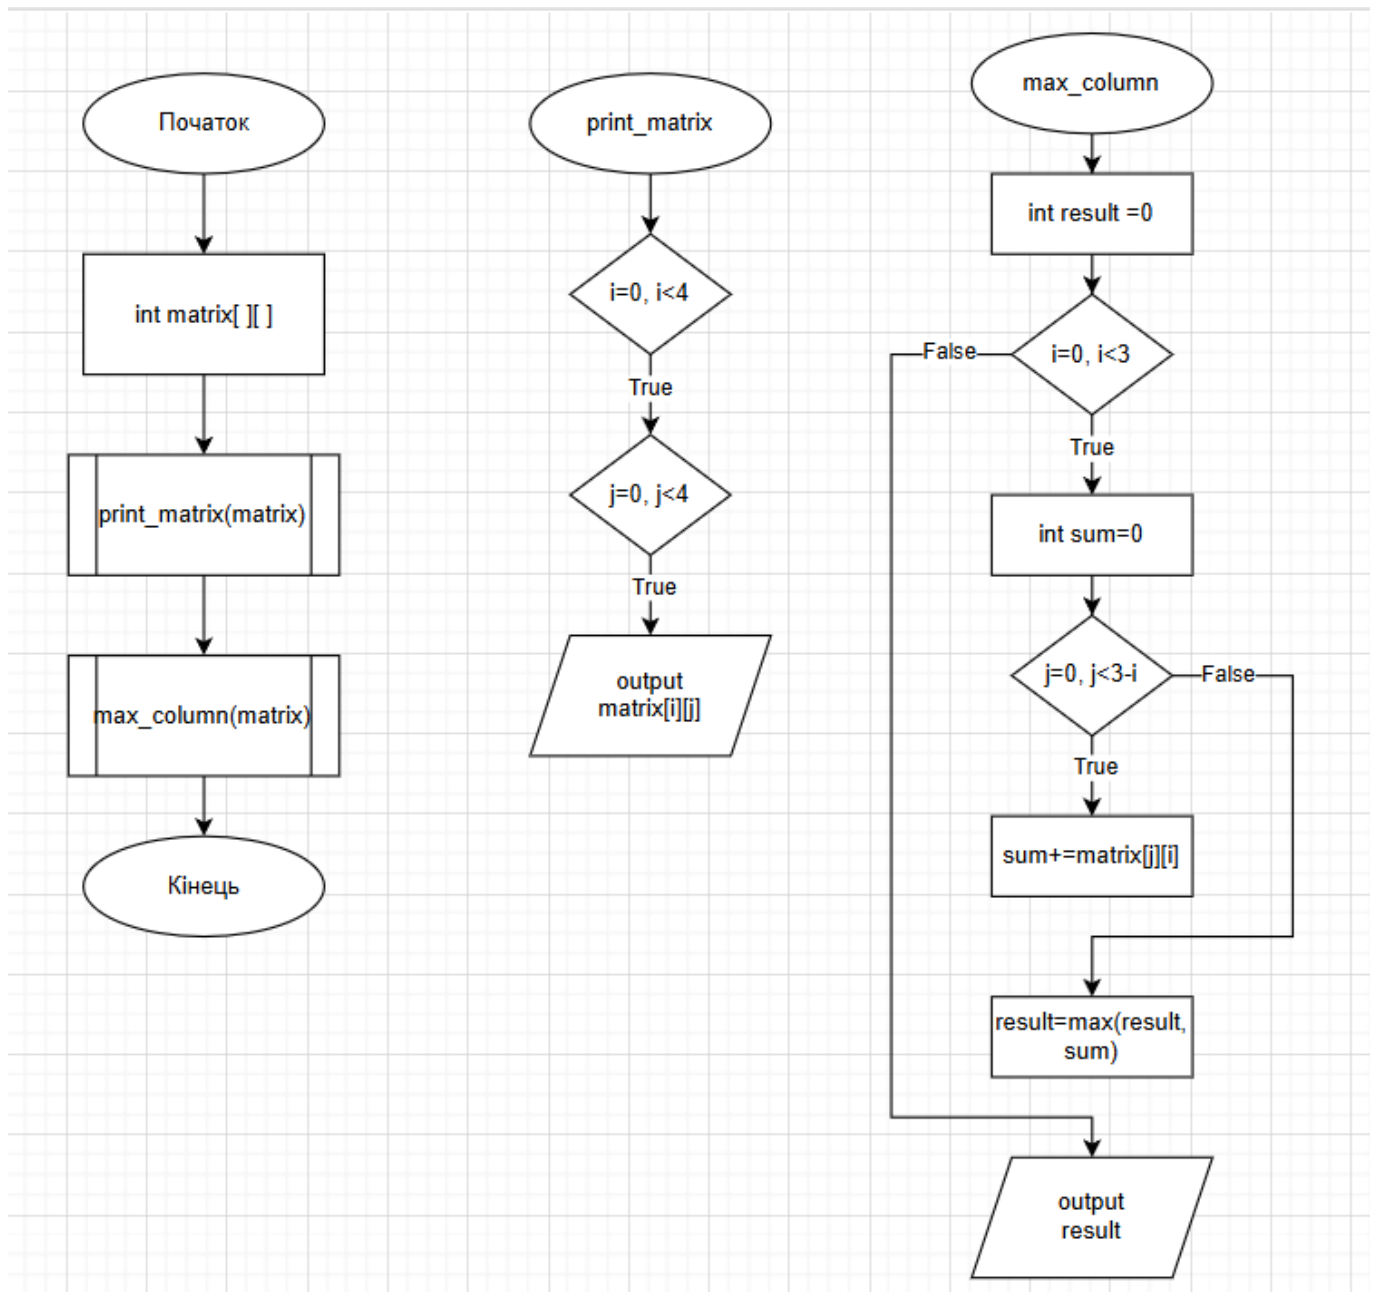 Початок
int matrix[ ][ ]
print_matrix(matrix)
max_column(matrix)
Кінець
print_matrix
i=0, i<4
True
j=0, j<4
True
output
matrix[i][j]
max_column
int result =0
i=0, i<3
False
True
int sum=0
j=0, j<3-i
False
True
sum+=matrix[j][i]
result=max(result,
sum)
output
result